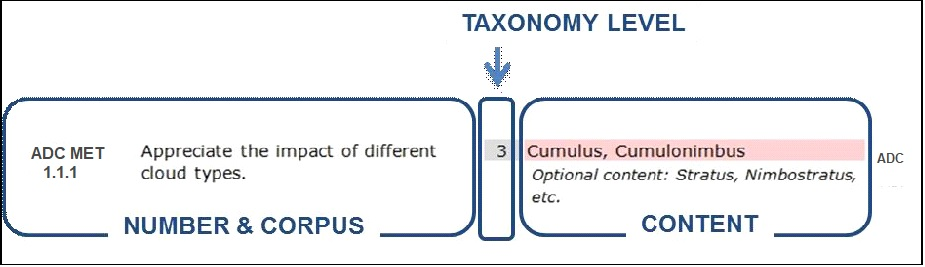 TAXONOMY LEVEL
ADC MET
1.1.1
Appreciate the impact of different
cloud types.
3
Cumulus, Cumulonimbus
Optional content: Stratus, Nimbostratus,
etc.
ADC
NUMBER & CORPUS
CONTENT